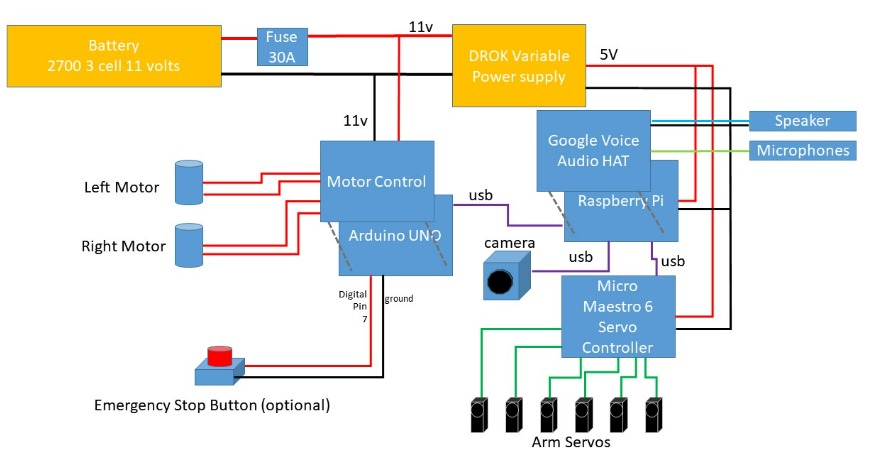 Battery
2700 3 cell 11 volts
Fuse
30A
11v
DROK Variable
Power supply
5V
11v
Google Voice
Audio HAT
Speaker
Microphones
Motor Control
Left Motor
Raspberry Pi
usb
Right Motor
Arduino UNO
camera
usb
usb
Micro
Maestro 6
Servo
Controller
Digital
Pin
7
ground
Emergency Stop Button (optional)
Arm Servos